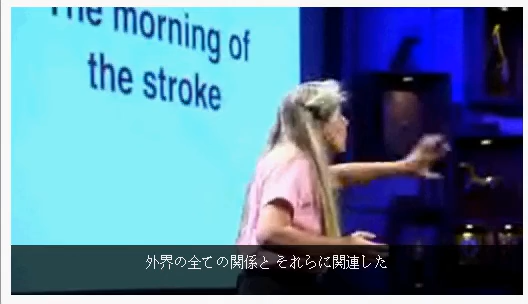 The morning of
the stroke
外界の全ての関係と それらに関連した